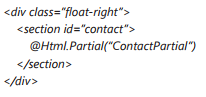 <div class="float-right">
<section id="contact">
@Html.Partial("ContactPartial")
</section>
</div>